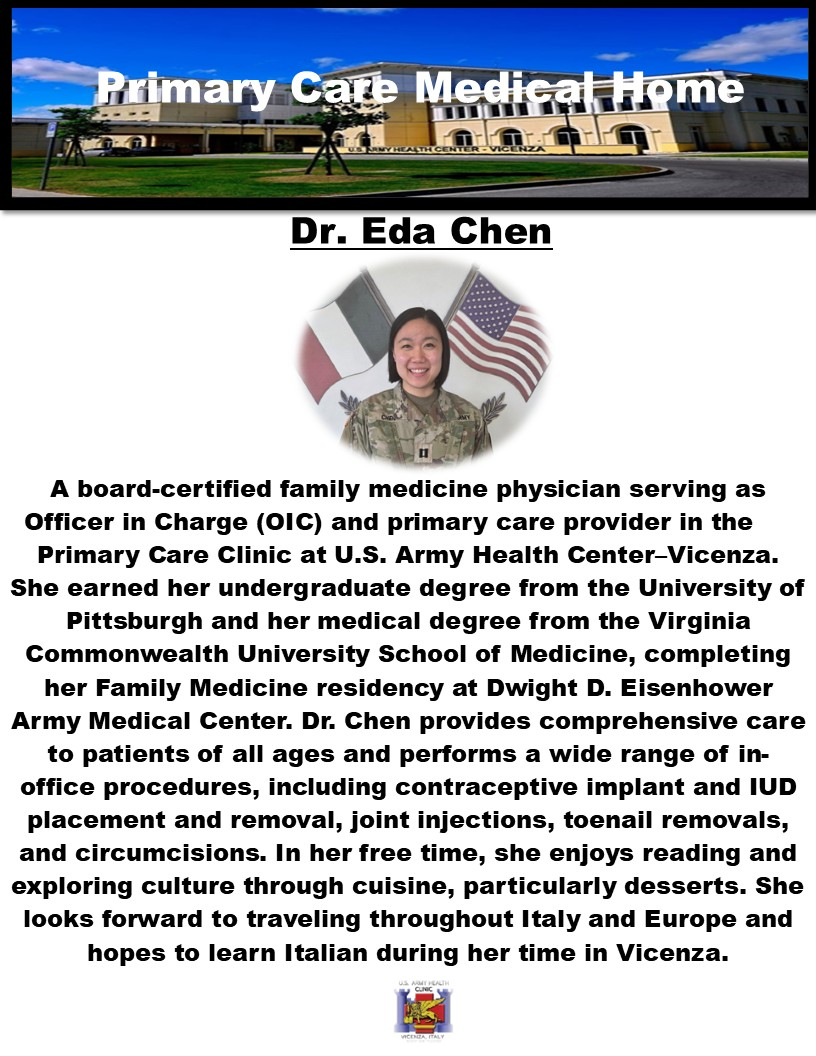 Primary Care Medical Home
U.S. ARMY HEALTH CENTER - VICENZA
Dr. Eda Chen
CHEN
ARMY
A board-certified family medicine physician serving as
Officer in Charge (OIC) and primary care provider in the
Primary Care Clinic at U.S. Army Health Center–Vicenza.
She earned her undergraduate degree from the University of
Pittsburgh and her medical degree from the Virginia
Commonwealth University School of Medicine, completing
her Family Medicine residency at Dwight D. Eisenhower
Army Medical Center. Dr. Chen provides comprehensive care
to patients of all ages and performs a wide range of in-
office procedures, including contraceptive implant and IUD
placement and removal, joint injections, toenail removals,
and circumcisions. In her free time, she enjoys reading and
exploring culture through cuisine, particularly desserts. She
looks forward to traveling throughout Italy and Europe and
hopes to learn Italian during her time in Vicenza.
U.S. ARMY HEALTH
CLINIC
VICENZA, ITALY